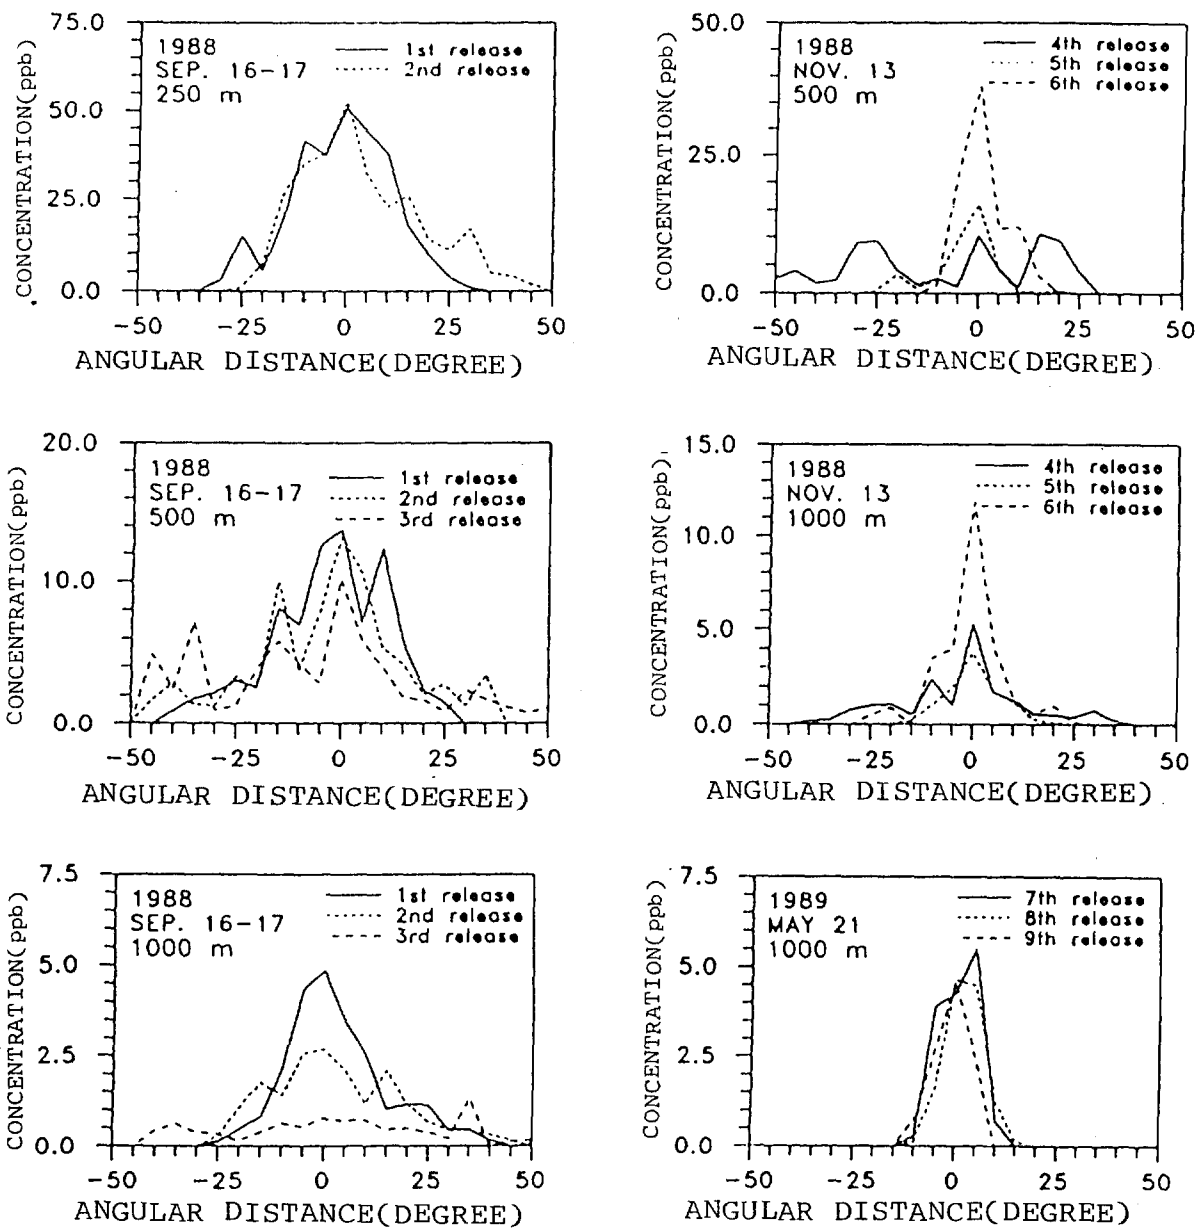 75.0
50.0
25.0
0.0
CONCENTRATION(ppb)
1988
SEP. 16-17
250 m
1st release
2nd release
-50
-25
0
25
50
ANGULAR DISTANCE(DEGREE)
50.0
25.0
0.0
CONCENTRATION(ppb)
1988
NOV. 13
500 m
4th release
5th release
6th release
-50
-25
0
25
50
ANGULAR DISTANCE(DEGREE)
20.0
10.0
0.0
CONCENTRATION(ppb)
1988
SEP. 16-17
500 m
1st release
2nd release
3rd release
-50
-25
0
25
50
ANGULAR DISTANCE(DEGREE)
15.0
10.0
5.0
0.0
CONCENTRATION(ppb)
1988
NOV. 13
1000 m
4th release
5th release
6th release
-50
-25
0
25
50
ANGULAR DISTANCE(DEGREE)
7.5
5.0
2.5
0.0
CONCENTRATION(ppb)
1988
SEP. 16-17
1000 m
1st release
2nd release
3rd release
-50
-25
0
25
50
ANGULAR DISTANCE(DEGREE)
7.5
5.0
2.5
0.0
CONCENTRATION(ppb)
1989
MAY 21
1000 m
7th release
8th release
9th release
-50
-25
0
25
50
ANGULAR DISTANCE(DEGREE)